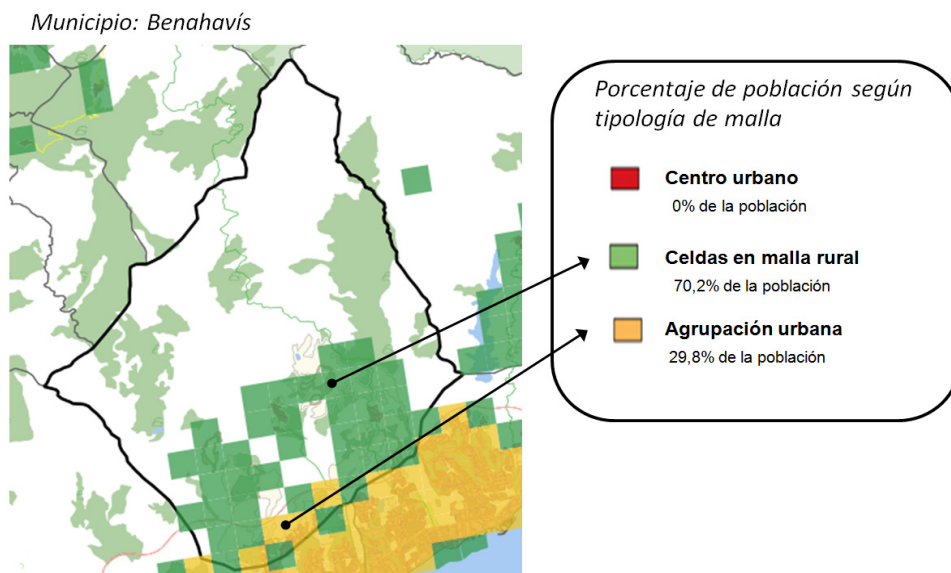 Municipio: Benahavís
Porcentaje de población según
tipología de malla
Centro urbano
0% de la población
Celdas en malla rural
70,2% de la población
Agrupación urbana
29,8% de la población